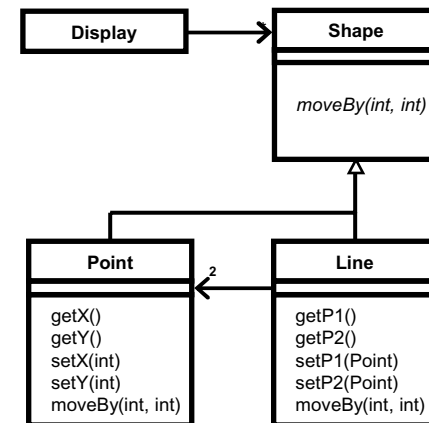 Display
Shape
moveBy(int, int)
Point
2
Line
getX()
getY()
setX(int)
setY(int)
moveBy(int, int)
getP1()
getP2()
setP1(Point)
setP2(Point)
moveBy(int, int)